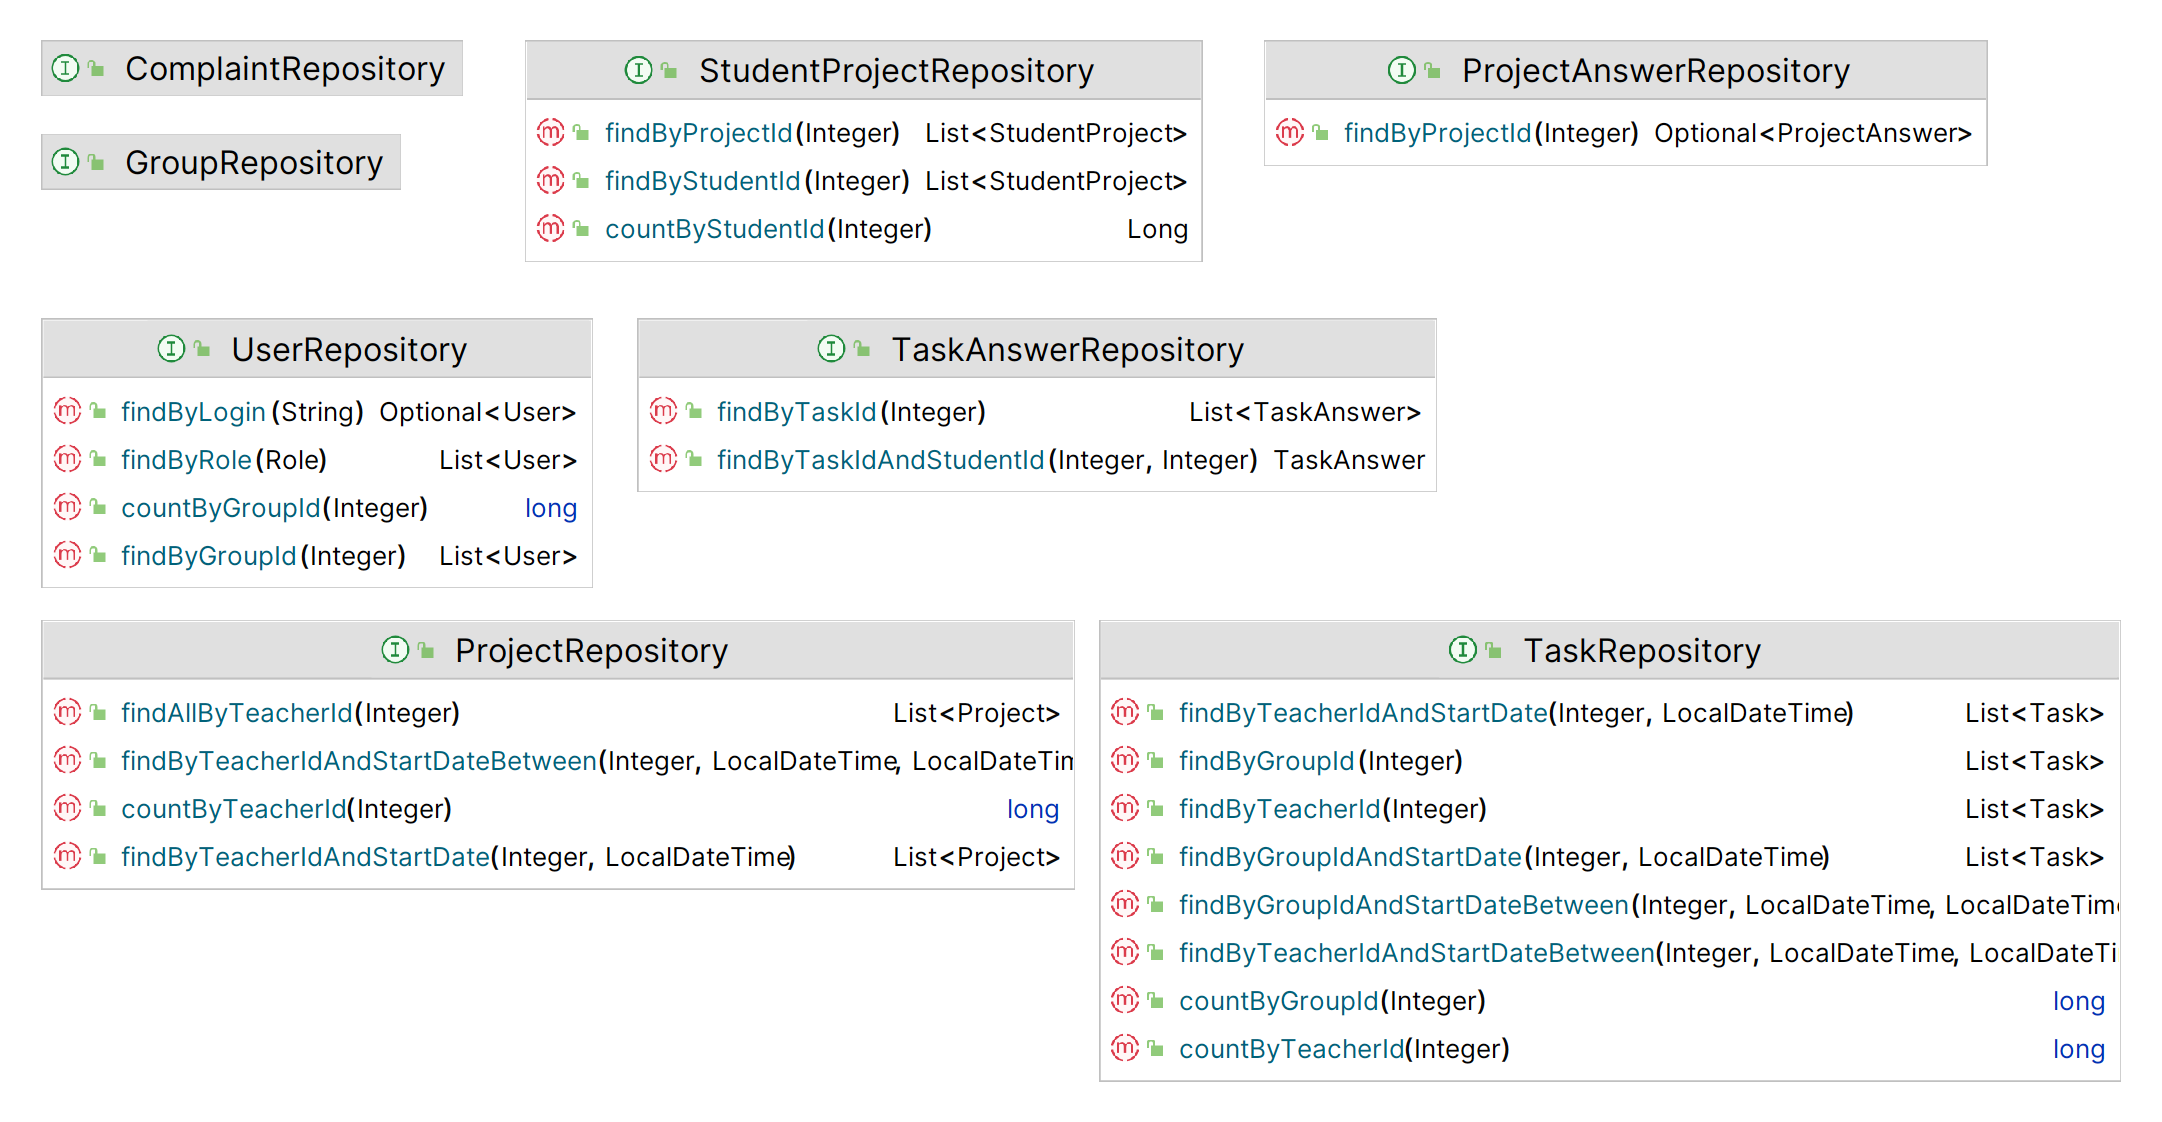 ComplaintRepository
GroupRepository
StudentProjectRepository
findByProjectId(Integer) List<StudentProject>
findByStudentId(Integer) List<StudentProject>
countByStudentId(Integer) Long
ProjectAnswerRepository
findByProjectId(Integer) Optional<ProjectAnswer>
UserRepository
findByLogin(String) Optional<User>
findByRole(Role) List<User>
countByGroupId(Integer) long
findByGroupId(Integer) List<User>
TaskAnswerRepository
findByTaskId(Integer) List<TaskAnswer>
findByTaskIdAndStudentId(Integer, Integer) TaskAnswer
ProjectRepository
findAllByTeacherId(Integer) List<Project>
findByTeacherIdAndStartDateBetween(Integer, LocalDateTime,
countByTeacherId(Integer) long
findByTeacherIdAndStartDate(Integer, LocalDateTime) List<Project>
TaskRepository
findByTeacherIdAndStartDate(Integer, LocalDateTime) List<Task>
findByGroupId(Integer) List<Task>
findByTeacherId(Integer) List<Task>
findByGroupIdAndStartDate(Integer, LocalDateTime) List<Task>
findByGroupIdAndStartDateBetween(Integer, LocalDateTime,
findByTeacherIdAndStartDateBetween(Integer, LocalDateTime,
countByGroupId(Integer) long
countByTeacherId(Integer) long